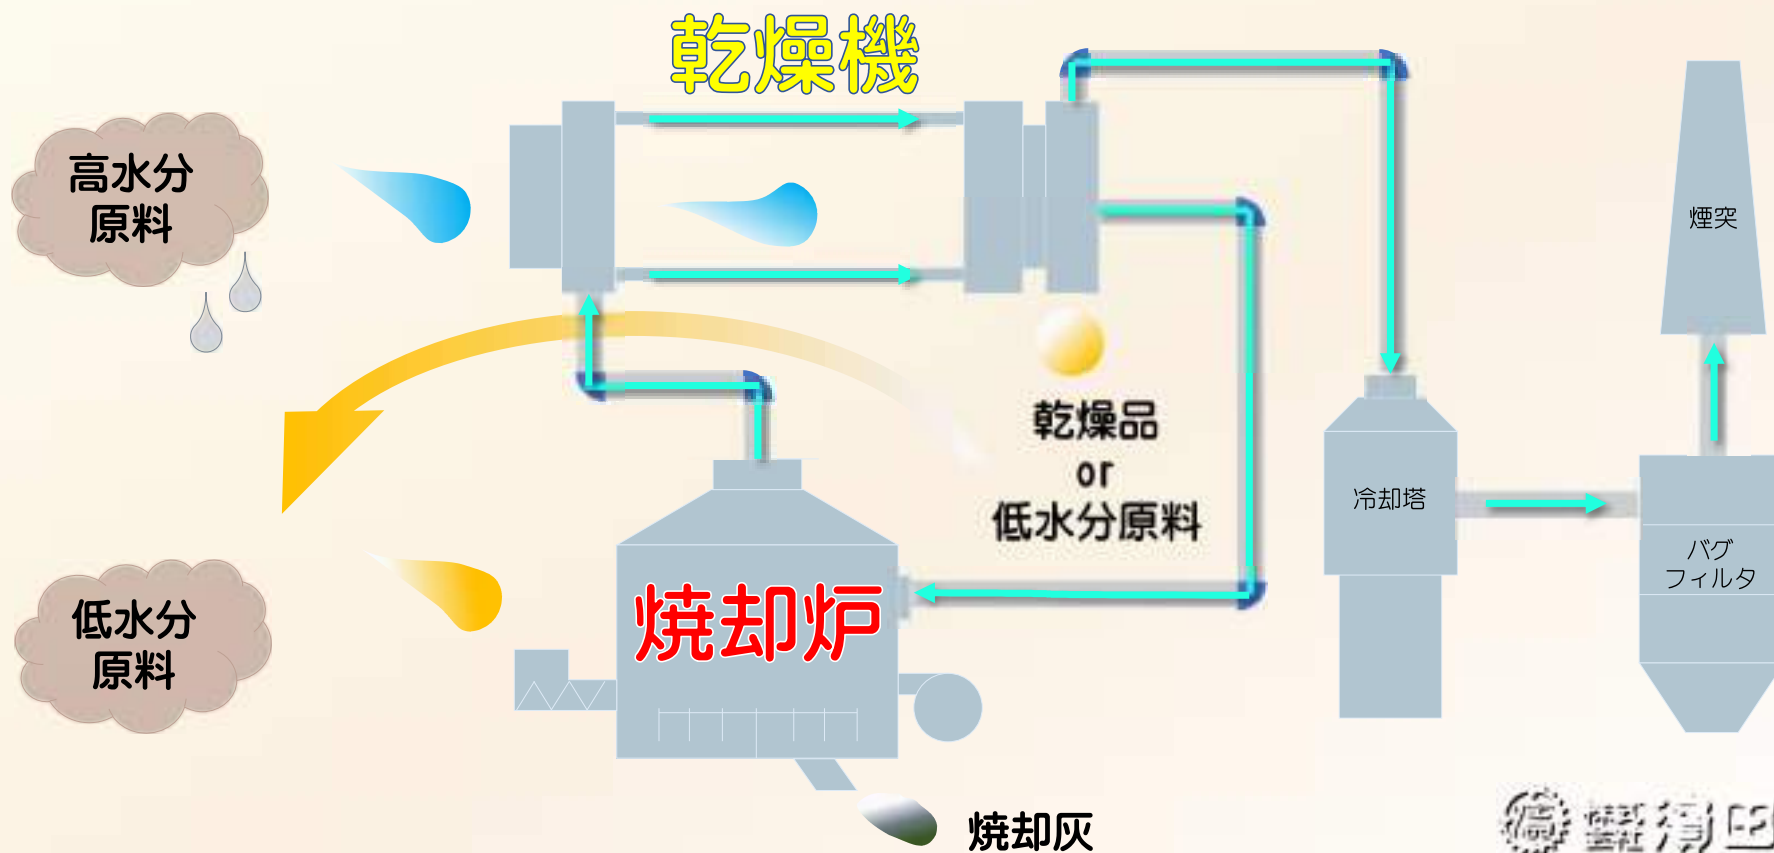 乾燥機
高水分
原料
煙突
乾燥品
or
低水分原料
冷却塔
バグ
フィルタ
焼却炉
低水分
原料
焼却灰